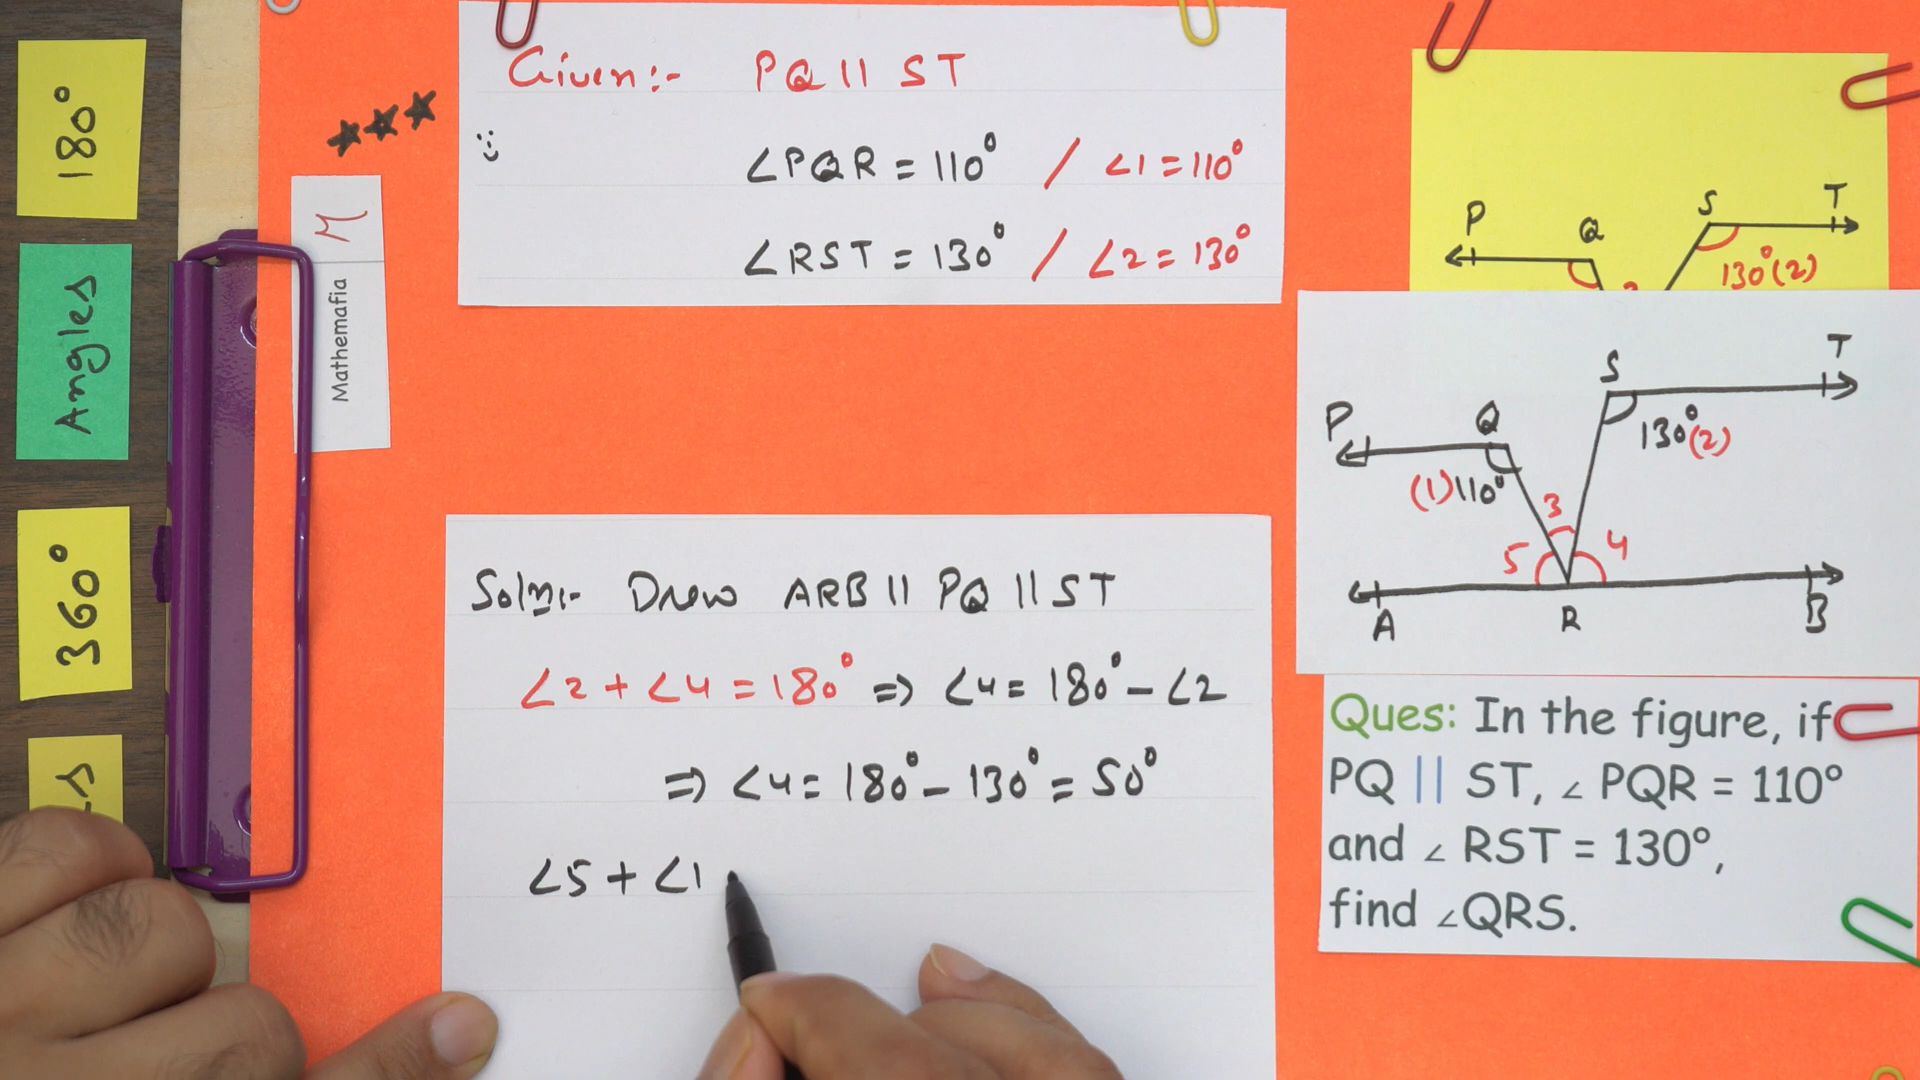 180°
Angles
360°
M
Mathemafia
Given:- PQ || ST
∠PQR = 110° / ∠1 = 110°
∠RST = 130° / ∠2 = 130°
Soln:- Draw ARB || PQ || ST
∠2 + ∠4 = 180° => ∠4 = 180° - ∠2
=> ∠4 = 180° - 130° = 50°
∠5 + ∠1
P Q S T
130° (2)
S T
P Q
130° (2)
(1) 110°
3
5 4
A R B
Ques: In the figure, if
PQ || ST, ∠ PQR = 110°
and ∠ RST = 130°,
find ∠QRS.